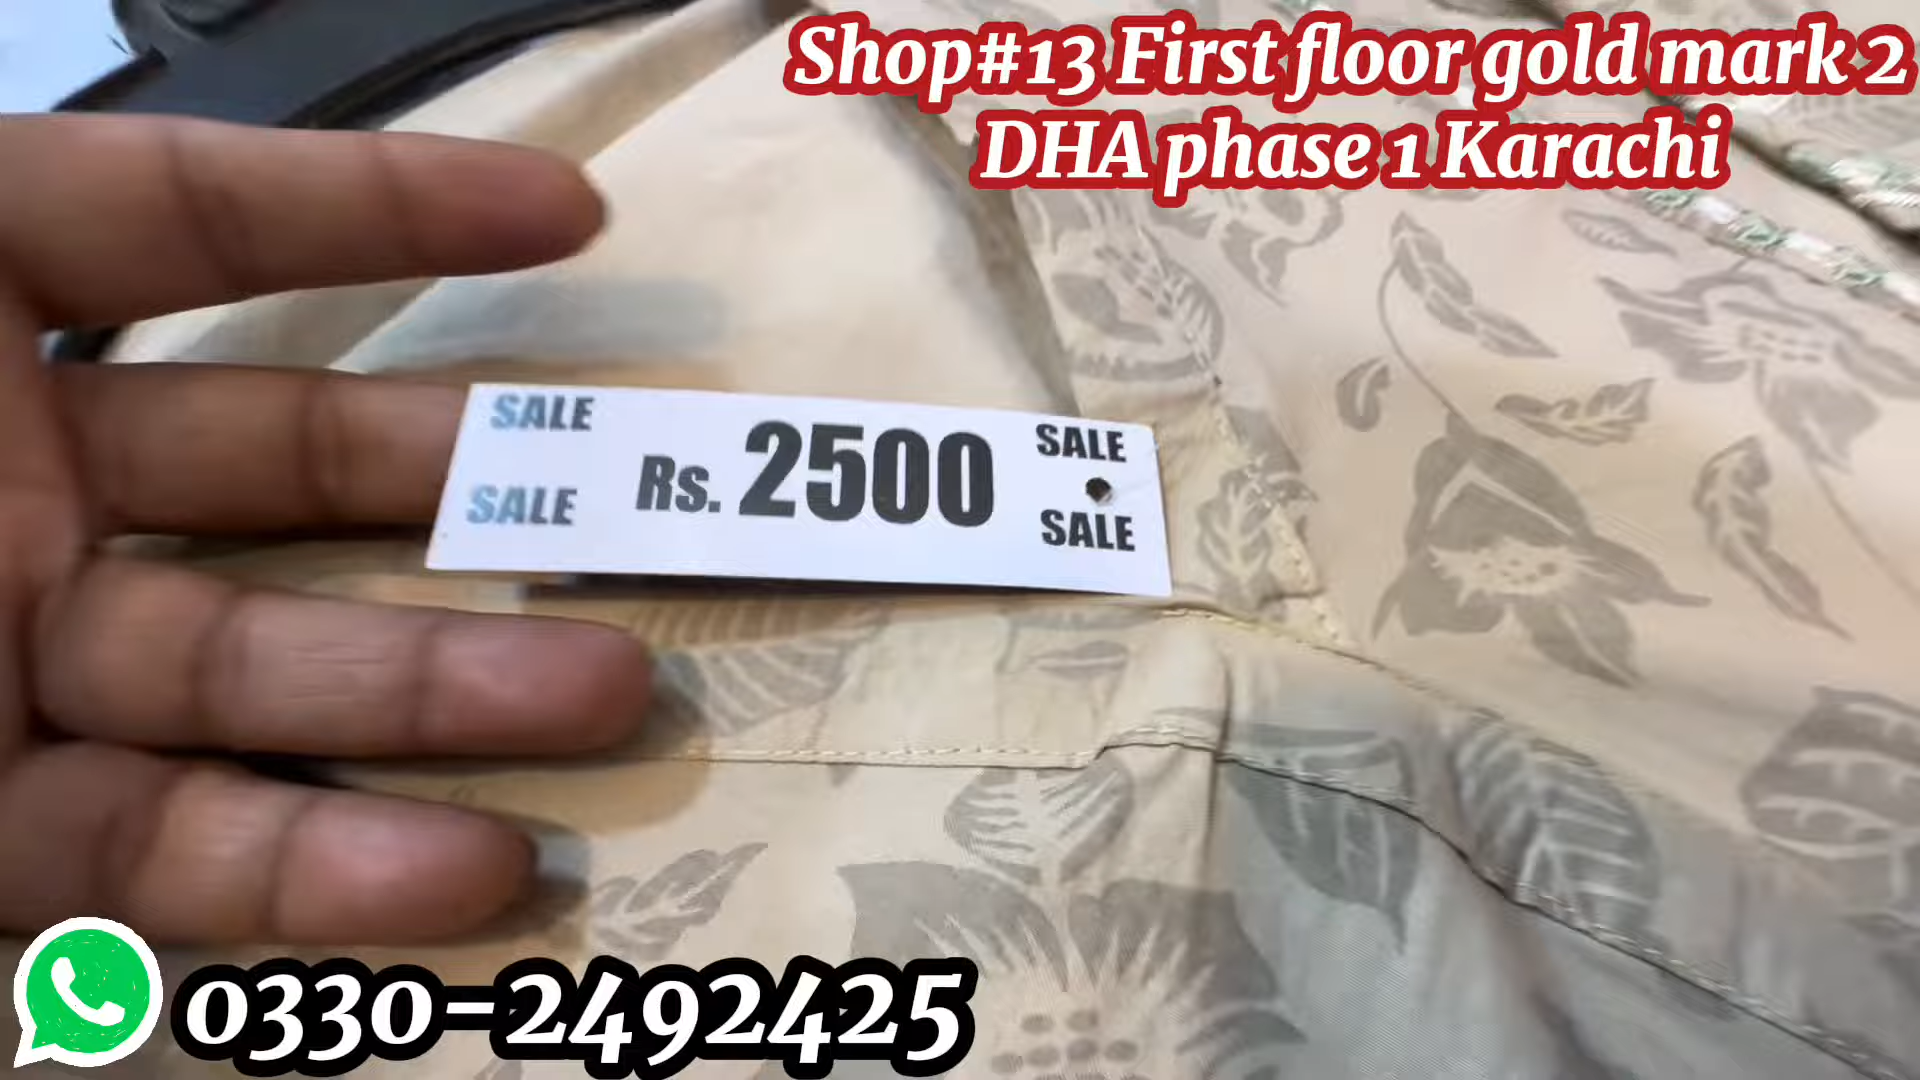 Shop#13 First floor gold mark 2
DHA phase 1 Karachi
SALE
SALE
Rs. 2500
SALE
SALE
0330-2492425